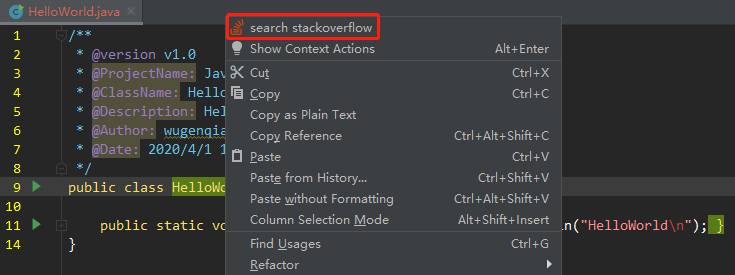 HelloWorld.java
1 /**
2 * @version v1.0
3 * @ProjectName: Jav
4 * @ClassName: Hello
5 * @Description: Hel
6 * @Author: wugenqia
7 * @Date: 2020/4/1 1
8 */
9 public class HelloWo
10
11 public static vo n("HelloWorld\n"); }
14 }
search stackoverflow
Show Context Actions Alt+Enter
Cut Ctrl+X
Copy Ctrl+C
Copy as Plain Text
Copy Reference Ctrl+Alt+Shift+C
Paste Ctrl+V
Paste from History... Ctrl+Shift+V
Paste without Formatting Ctrl+Alt+Shift+V
Column Selection Mode Alt+Shift+Insert
Find Usages Ctrl+G
Refactor